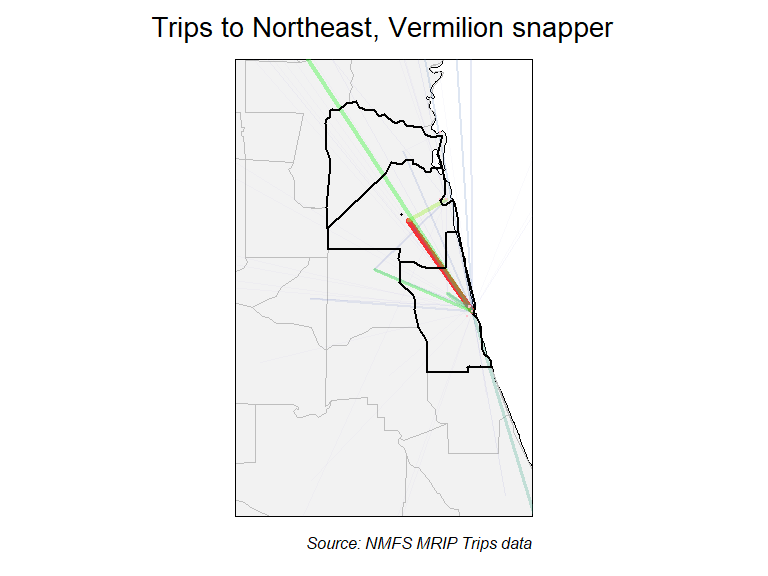 Trips to Northeast, Vermilion snapper
Source: NMFS MRIP Trips data